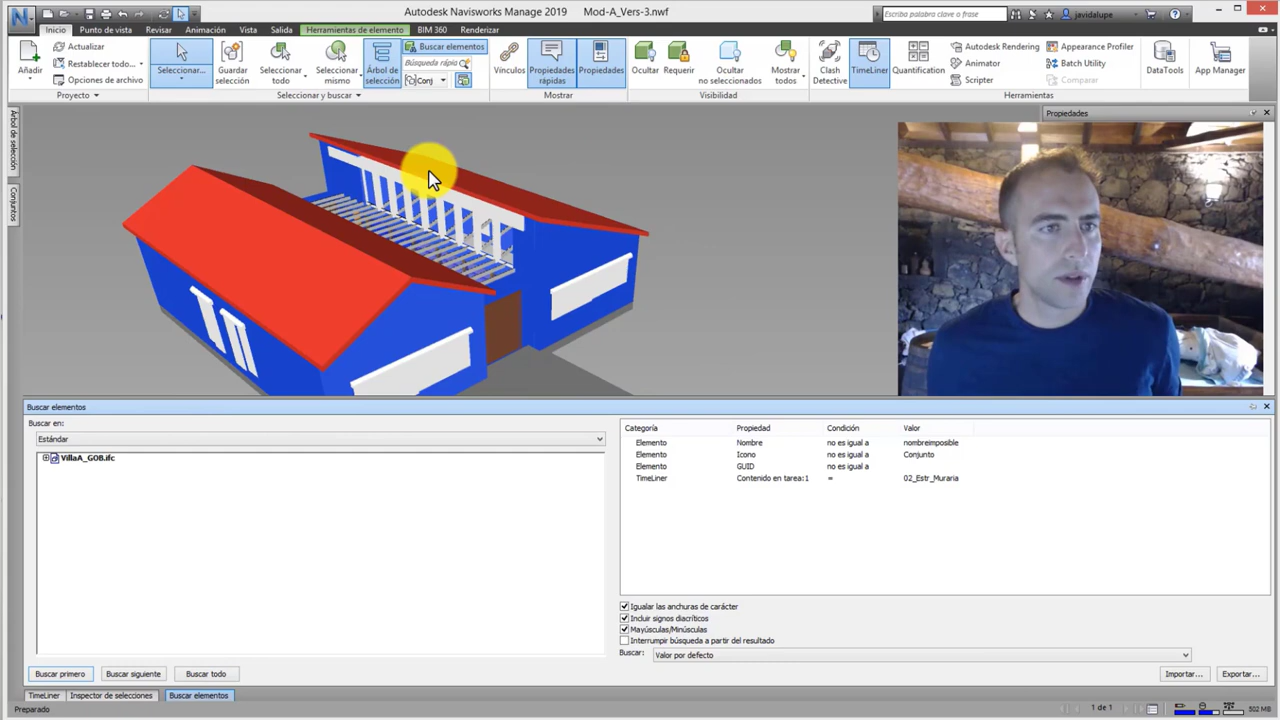 Autodesk Navisworks Manage 2019 Mod-A_Vers-3.nwf
Escriba palabra clave o frase
javidalupe
Inicio Punto de vista Revisar Animación Vista Salida Herramientas de elemento BIM 360 Renderizar
Añadir
Actualizar
Restablecer todo...
Opciones de archivo
Proyecto
Seleccionar...
Guardar selección
Seleccionar todo
Seleccionar mismo
Árbol de selección
Buscar elementos
Búsqueda rápida
Conj
Seleccionar y buscar
Vínculos
Propiedades rápidas
Propiedades
Mostrar
Ocultar
Requerir
Ocultar no seleccionados
Mostrar todos
Visibilidad
Clash Detective
TimeLiner
Quantification
Autodesk Rendering
Animator
Scripter
Appearance Profiler
Batch Utility
Comparar
Herramientas
DataTools
App Manager
Árbol de selección
Conjuntos
Propiedades
Buscar elementos
Buscar en:
Estándar
VillaA_GOB.ifc
Categoría Propiedad Condición Valor
Elemento Nombre no es igual a nombreimposible
Elemento Icono no es igual a Conjunto
Elemento GUID no es igual a
TimeLiner Contenido en tarea:1 = 02_Estr_Muraria
Igualar las anchuras de carácter
Incluir signos diacríticos
Mayúsculas/Minúsculas
Interrumpir búsqueda a partir del resultado
Buscar: Valor por defecto
Buscar primero Buscar siguiente Buscar todo
Importar... Exportar...
TimeLiner Inspector de selecciones Buscar elementos
Preparado
1 de 1
502 MB